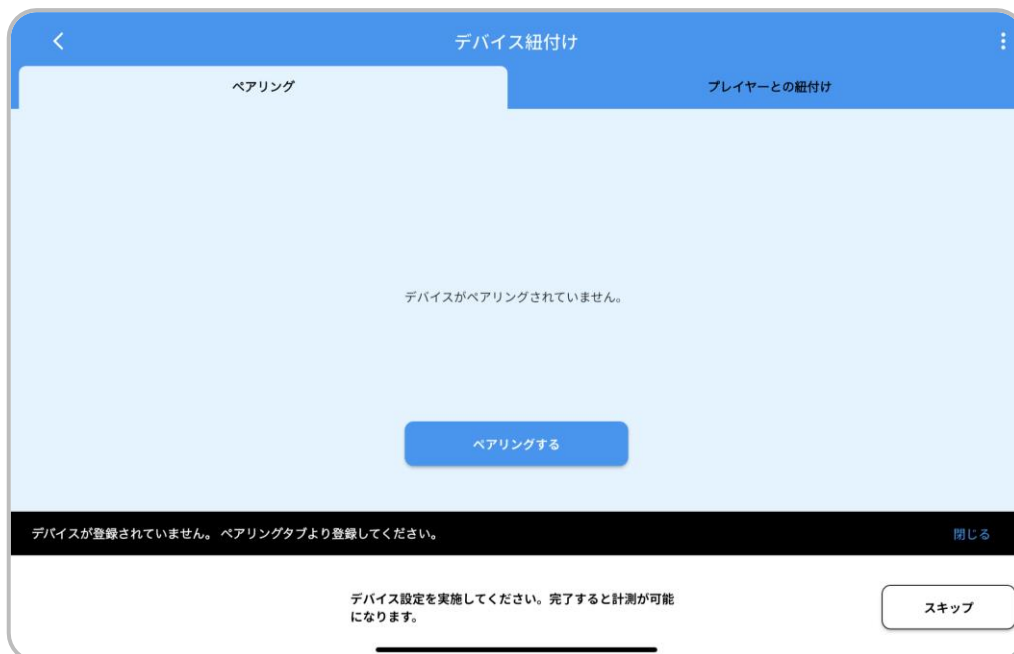 デバイス紐付け
ペアリング
プレイヤーとの紐付け
デバイスがペアリングされていません。
ペアリングする
デバイスが登録されていません。 ペアリングタブより登録してください。
閉じる
デバイス設定を実施してください。完了すると計測が可能
になります。
スキップ